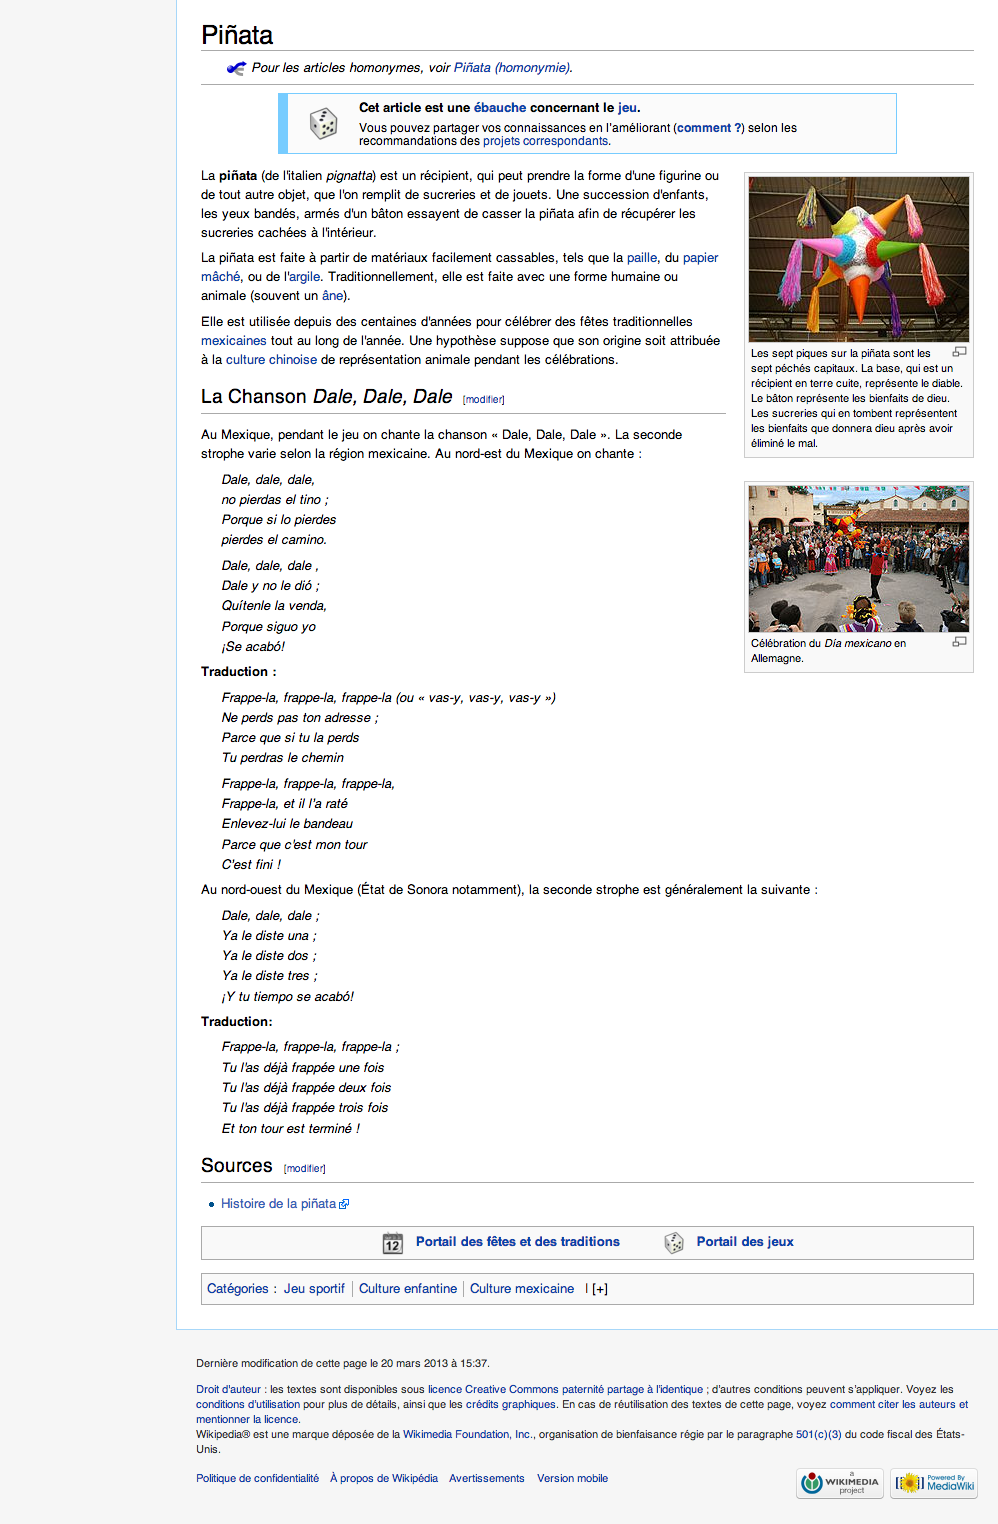 Piñata
Pour les articles homonymes, voir Piñata (homonymie).
Cet article est une ébauche concernant le jeu.
Vous pouvez partager vos connaissances en l'améliorant (comment ?) selon les
recommandations des projets correspondants.
La piñata (de l'italien pignatta) est un récipient, qui peut prendre la forme d'une figurine ou
de tout autre objet, que l'on remplit de sucreries et de jouets. Une succession d'enfants,
les yeux bandés, armés d'un bâton essayent de casser la piñata afin de récupérer les
sucreries cachées à l'intérieur.
La piñata est faite à partir de matériaux facilement cassables, tels que la paille, du papier
mâché, ou de l'argile. Traditionnellement, elle est faite avec une forme humaine ou
animale (souvent un âne).
Elle est utilisée depuis des centaines d'années pour célébrer des fêtes traditionnelles
mexicaines tout au long de l'année. Une hypothèse suppose que son origine soit attribuée
à la culture chinoise de représentation animale pendant les célébrations.
Les sept piques sur la piñata sont les
sept péchés capitaux. La base, qui est un
récipient en terre cuite, représente le diable.
Le bâton représente les bienfaits de dieu.
Les sucreries qui en tombent représentent
les bienfaits que donnera dieu après avoir
éliminé le mal.
La Chanson Dale, Dale, Dale [modifier]
Au Mexique, pendant le jeu on chante la chanson « Dale, Dale, Dale ». La seconde
strophe varie selon la région mexicaine. Au nord-est du Mexique on chante :
Dale, dale, dale,
no pierdas el tino ;
Porque si lo pierdes
pierdes el camino.
Dale, dale, dale ,
Dale y no le dió ;
Quítenle la venda,
Porque siguo yo
¡Se acabó!
Célébration du Día mexicano en
Allemagne.
Traduction :
Frappe-la, frappe-la, frappe-la (ou « vas-y, vas-y, vas-y »)
Ne perds pas ton adresse ;
Parce que si tu la perds
Tu perdras le chemin
Frappe-la, frappe-la, frappe-la,
Frappe-la, et il l'a raté
Enlevez-lui le bandeau
Parce que c'est mon tour
C'est fini !
Au nord-ouest du Mexique (État de Sonora notamment), la seconde strophe est généralement la suivante :
Dale, dale, dale ;
Ya le diste una ;
Ya le diste dos ;
Ya le diste tres ;
¡Y tu tiempo se acabó!
Traduction:
Frappe-la, frappe-la, frappe-la ;
Tu l'as déjà frappée une fois
Tu l'as déjà frappée deux fois
Tu l'as déjà frappée trois fois
Et ton tour est terminé !
Sources [modifier]
• Histoire de la piñata
12 Portail des fêtes et des traditions Portail des jeux
Catégories : Jeu sportif | Culture enfantine | Culture mexicaine | [+]
Dernière modification de cette page le 20 mars 2013 à 15:37.
Droit d'auteur : les textes sont disponibles sous licence Creative Commons paternité partage à l'identique ; d'autres conditions peuvent s'appliquer. Voyez les
conditions d'utilisation pour plus de détails, ainsi que les crédits graphiques. En cas de réutilisation des textes de cette page, voyez comment citer les auteurs et
mentionner la licence.
Wikipedia® est une marque déposée de la Wikimedia Foundation, Inc., organisation de bienfaisance régie par le paragraphe 501(c)(3) du code fiscal des États-
Unis.
Politique de confidentialité À propos de Wikipédia Avertissements Version mobile
a WIKIMEDIA project
Powered By MediaWiki